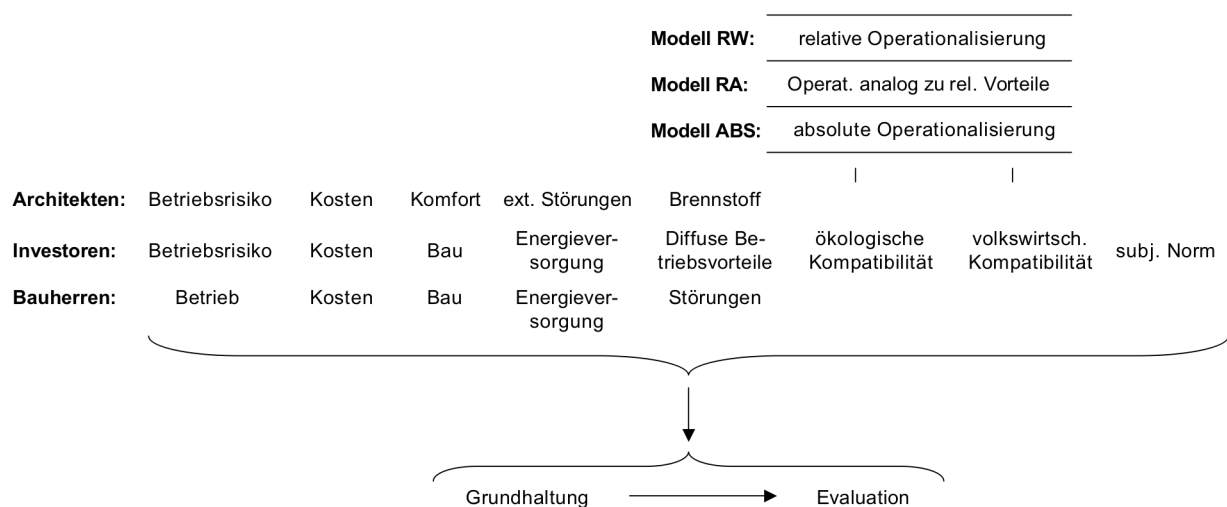 Modell RW: relative Operationalisierung
Modell RA: Operat. analog zu rel. Vorteile
Modell ABS: absolute Operationalisierung
Architekten: Betriebsrisiko Kosten Komfort ext. Störungen Brennstoff
Investoren: Betriebsrisiko Kosten Bau Energiever-
sorgung Diffuse Be-
triebsvorteile ökologische
Kompatibilität volkswirtsch.
Kompatibilität subj. Norm
Bauherren: Betrieb Kosten Bau Energiever-
sorgung Störungen
Grundhaltung Evaluation